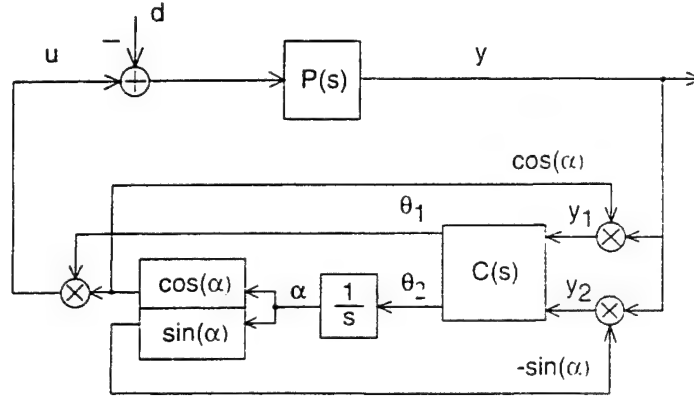 d
u
−
+
P(s)
y
cos(α)
θ1
y1
C(s)
cos(α)
α
1
s
θ2
y2
sin(α)
-sin(α)